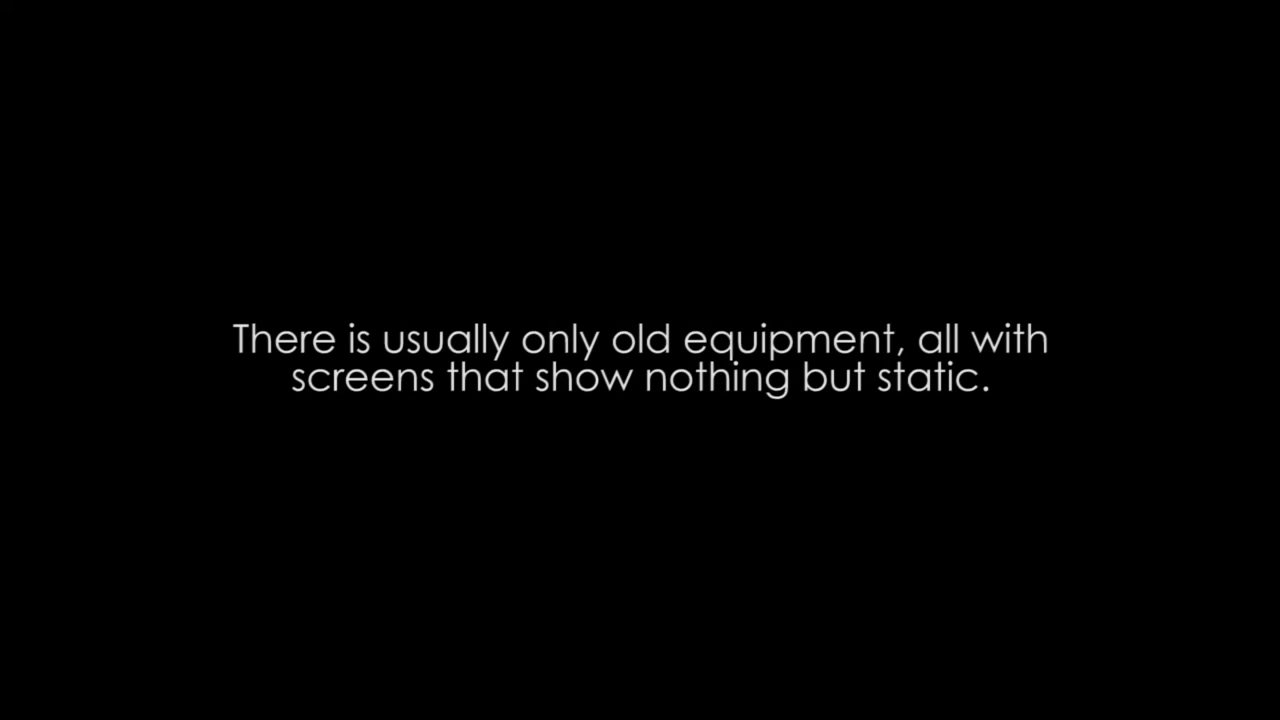 There is usually only old equipment, all with
screens that show nothing but static.